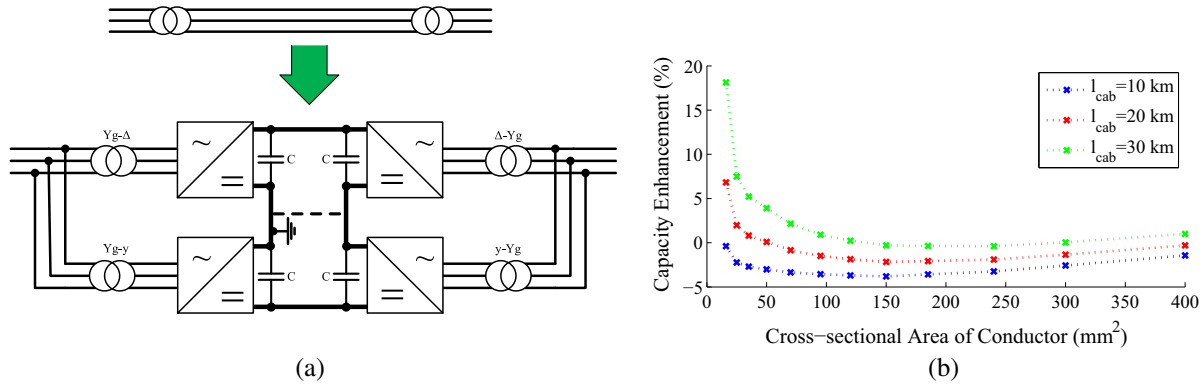 Yg-Δ
Δ-Yg
~
~
C
C
=
=
Yg-y
y-Yg
~
~
C
C
=
=
(a)
Capacity Enhancement (%)
20
15
10
5
0
−5
0
50
100
150
200
250
300
350
400
Cross−sectional Area of Conductor (mm²)
l_cab=10 km
l_cab=20 km
l_cab=30 km
(b)